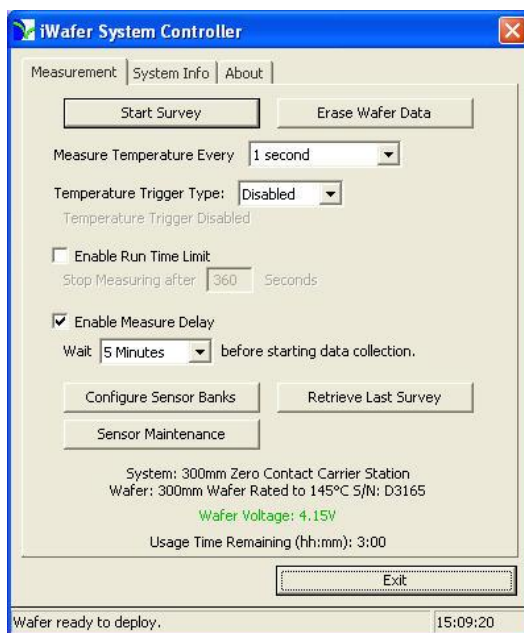 iWafer System Controller
Measurement System Info About
Start Survey Erase Wafer Data
Measure Temperature Every 1 second
Temperature Trigger Type: Disabled
Temperature Trigger Disabled
Enable Run Time Limit
Stop Measuring after 360 Seconds
Enable Measure Delay
Wait 5 Minutes before starting data collection.
Configure Sensor Banks Retrieve Last Survey
Sensor Maintenance
System: 300mm Zero Contact Carrier Station
Wafer: 300mm Wafer Rated to 145°C S/N: D3165
Wafer Voltage: 4.15V
Usage Time Remaining (hh:mm): 3:00
Exit
Wafer ready to deploy. 15:09:20